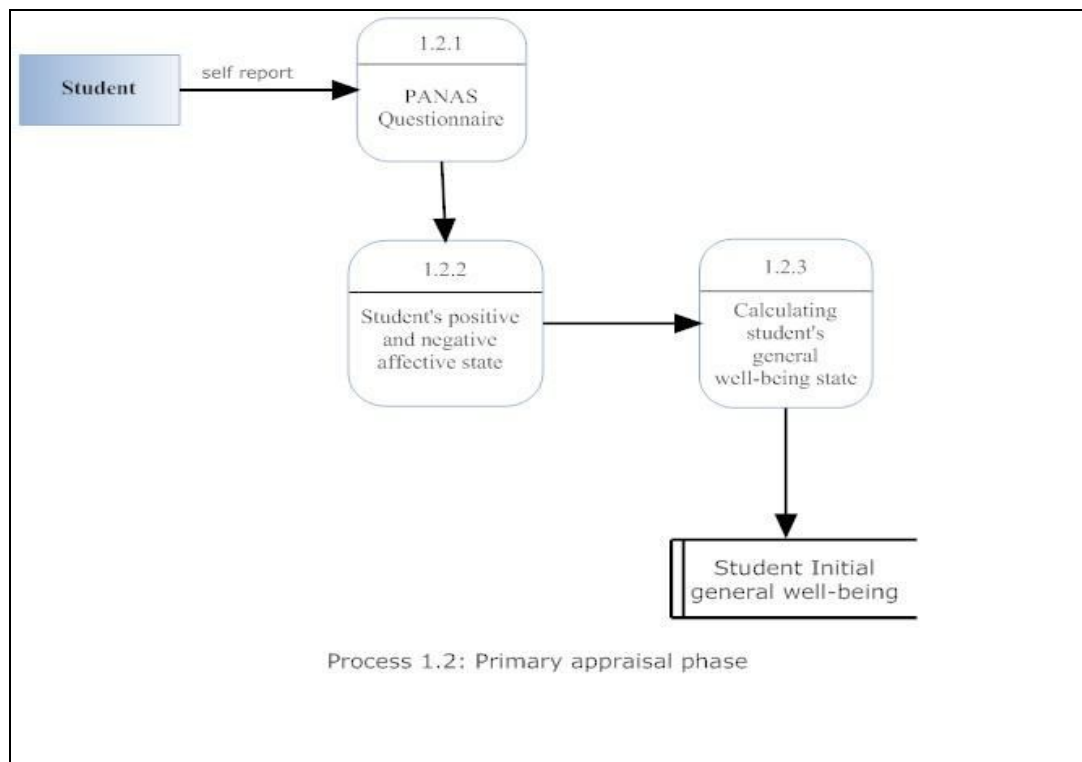 Student
self report
1.2.1
PANAS
Questionnaire
1.2.2
Student's positive
and negative
affective state
1.2.3
Calculating
student's
general
well-being state
Student Initial
general well-being
Process 1.2: Primary appraisal phase